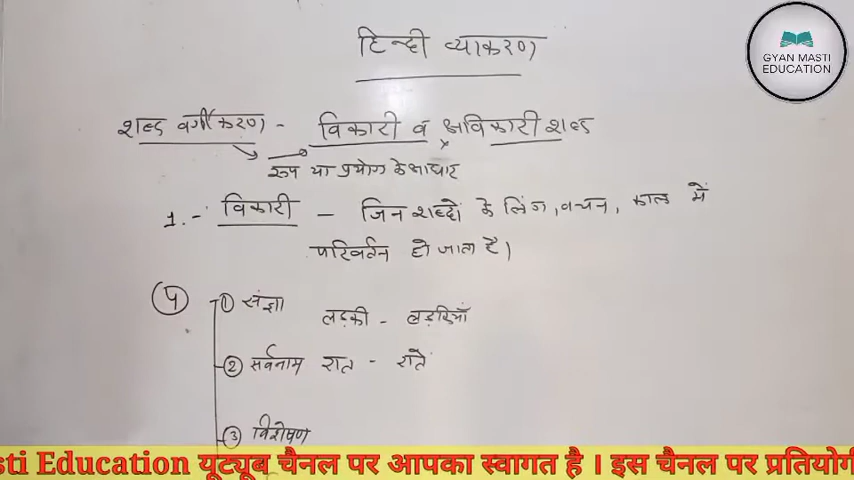 हिन्दी व्याकरण
GYAN MASTI
EDUCATION
शब्द वर्गीकरण - विकारी व अविकारी शब्द
रूप या प्रयोग के आधार
1. - विकारी - जिन शब्दों के लिंग, वचन, काल में
परिवर्तन हो जाता है।
① संज्ञा लड़की - लड़कियाँ
② सर्वनाम रात - रातें
③ विशेषण
sti Education यूट्यूब चैनल पर आपका स्वागत है । इस चैनल पर प्रतियोगी